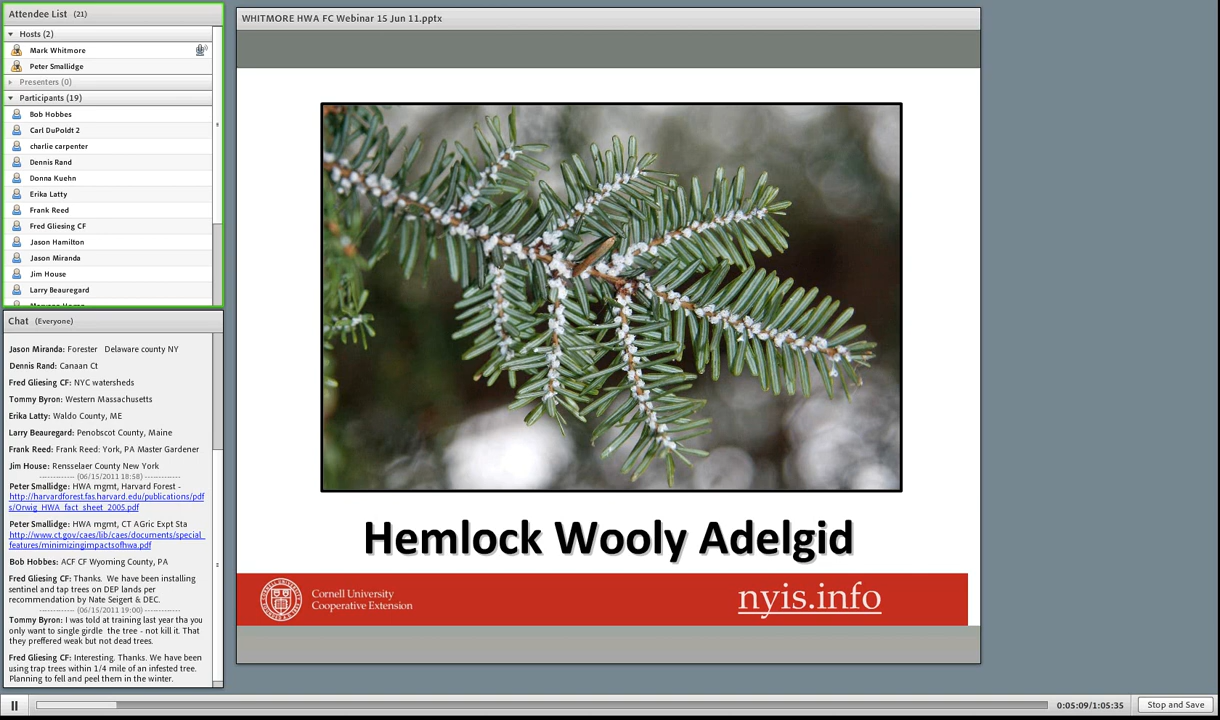 Attendee List (21)
Hosts (2)
Mark Whitmore
Peter Smallidge
Presenters (0)
Participants (19)
Bob Hobbes
Carl DuPoldt 2
charlie carpenter
Dennis Rand
Donna Kuehn
Erika Latty
Frank Reed
Fred Gliesing CF
Jason Hamilton
Jason Miranda
Jim House
Larry Beauregard
Chat (Everyone)
Jason Miranda: Forester Delaware county NY
Dennis Rand: Canaan Ct
Fred Gliesing CF: NYC watersheds
Tommy Byron: Western Massachusetts
Erika Latty: Waldo County, ME
Larry Beauregard: Penobscot County, Maine
Frank Reed: Frank Reed: York, PA Master Gardener
Jim House: Rensselaer County New York
------------- (06/15/2011 18:58) -------------
Peter Smallidge: HWA mgmt, Harvard Forest -
http://harvardforest.fas.harvard.edu/publications/pdf
s/Orwig_HWA_fact_sheet_2005.pdf
Peter Smallidge: HWA mgmt, CT AGric Expt Sta
http://www.ct.gov/caes/lib/caes/documents/special_
features/minimizingimpactsofhwa.pdf
Bob Hobbes: ACF CF Wyoming County, PA
Fred Gliesing CF: Thanks. We have been installing
sentinel and tap trees on DEP lands per
recommendation by Nate Seigert & DEC.
------------- (06/15/2011 19:00) -------------
Tommy Byron: I was told at training last year tha you
only want to single girdle the tree - not kill it. That
they preffered weak but not dead trees.
Fred Gliesing CF: Interesting. Thanks. We have been
using trap trees within 1/4 mile of an infested tree.
Planning to fell and peel them in the winter.
WHITMORE HWA FC Webinar 15 Jun 11.pptx
Hemlock Wooly Adelgid
Cornell University
Cooperative Extension
nyis.info
0:05:09/1:05:35
Stop and Save